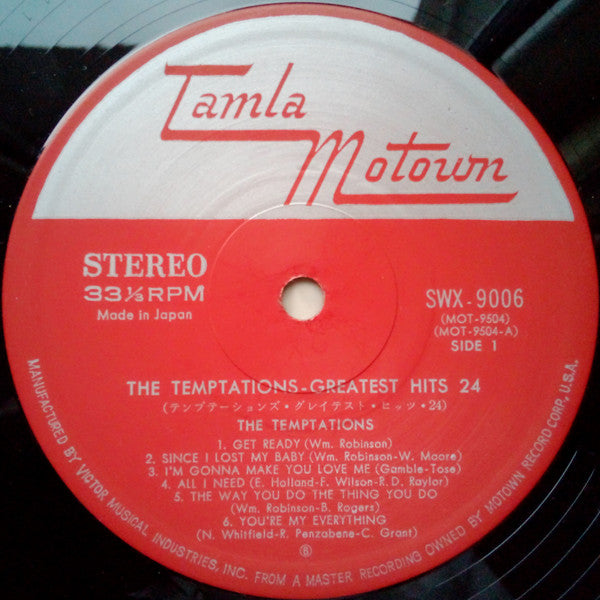 Tamla
Motown
STEREO
33⅓RPM
Made in Japan
SWX-9006
(MOT-9504)
(MOT-9504-A)
SIDE 1
THE TEMPTATIONS-GREATEST HITS 24
(テンプテーションズ・グレイテスト・ヒッツ・24)
THE TEMPTATIONS
1. GET READY (Wm. Robinson)
2. SINCE I LOST MY BABY (Wm. Robinson-W. Moore)
3. I'M GONNA MAKE YOU LOVE ME (Gamble-Tose)
4. ALL I NEED (E. Holland-F. Wilson-R.D. Raylor)
5. THE WAY YOU DO THE THING YOU DO
(Wm. Robinson-B. Rogers)
6. YOU'RE MY EVERYTHING
(N. Whitfield-R. Penzabene-C. Grant)
Ⓑ
MANUFACTURED BY VICTOR MUSICAL INDUSTRIES, INC. FROM A MASTER RECORDING OWNED BY MOTOWN RECORD CORP., U.S.A.